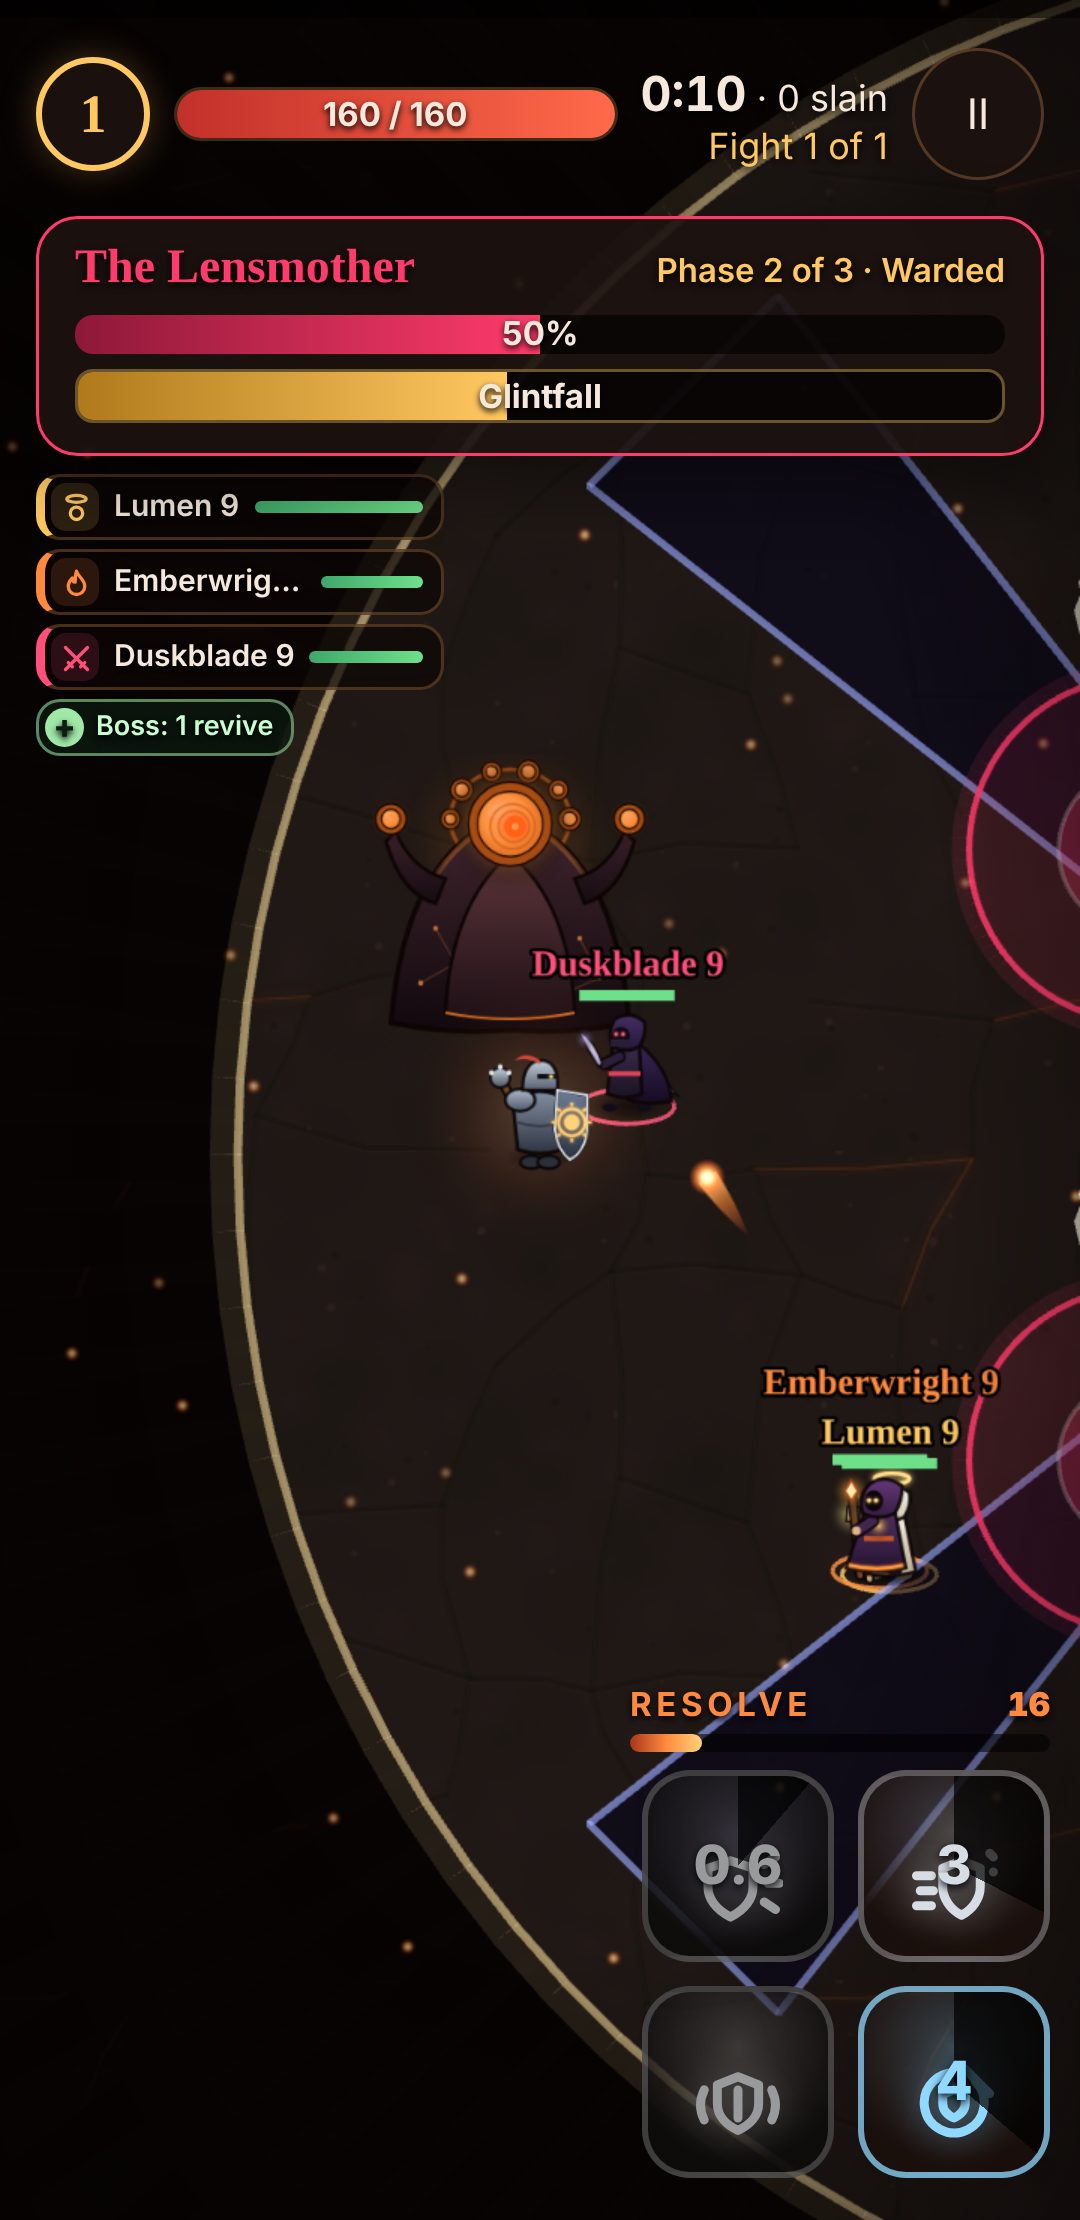 1
160 / 160
0:10 · 0 slain
Fight 1 of 1
The Lensmother
Phase 2 of 3 · Warded
50%
Glintfall
Lumen 9
Emberwrig...
Duskblade 9
Boss: 1 revive
Duskblade 9
Emberwright 9
Lumen 9
RESOLVE 16
0.6
3
4